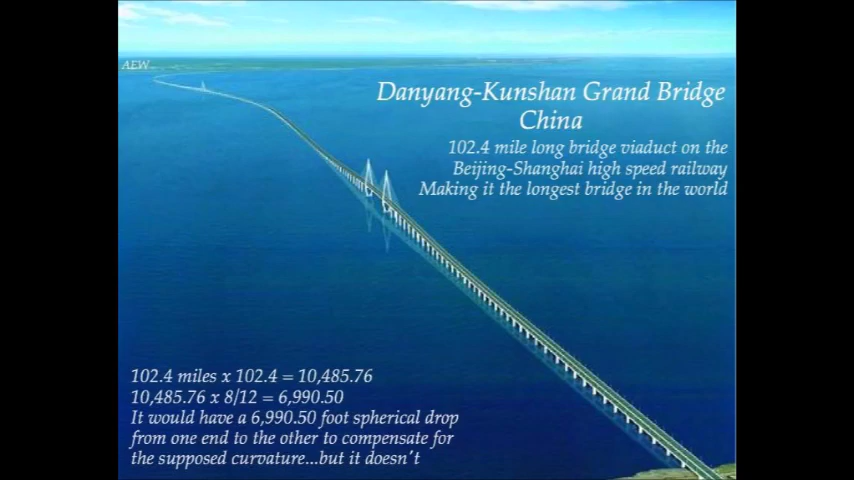 AEW
Danyang-Kunshan Grand Bridge
China
102.4 mile long bridge viaduct on the
Beijing-Shanghai high speed railway
Making it the longest bridge in the world
102.4 miles x 102.4 = 10,485.76
10,485.76 x 8/12 = 6,990.50
It would have a 6,990.50 foot spherical drop
from one end to the other to compensate for
the supposed curvature...but it doesn't